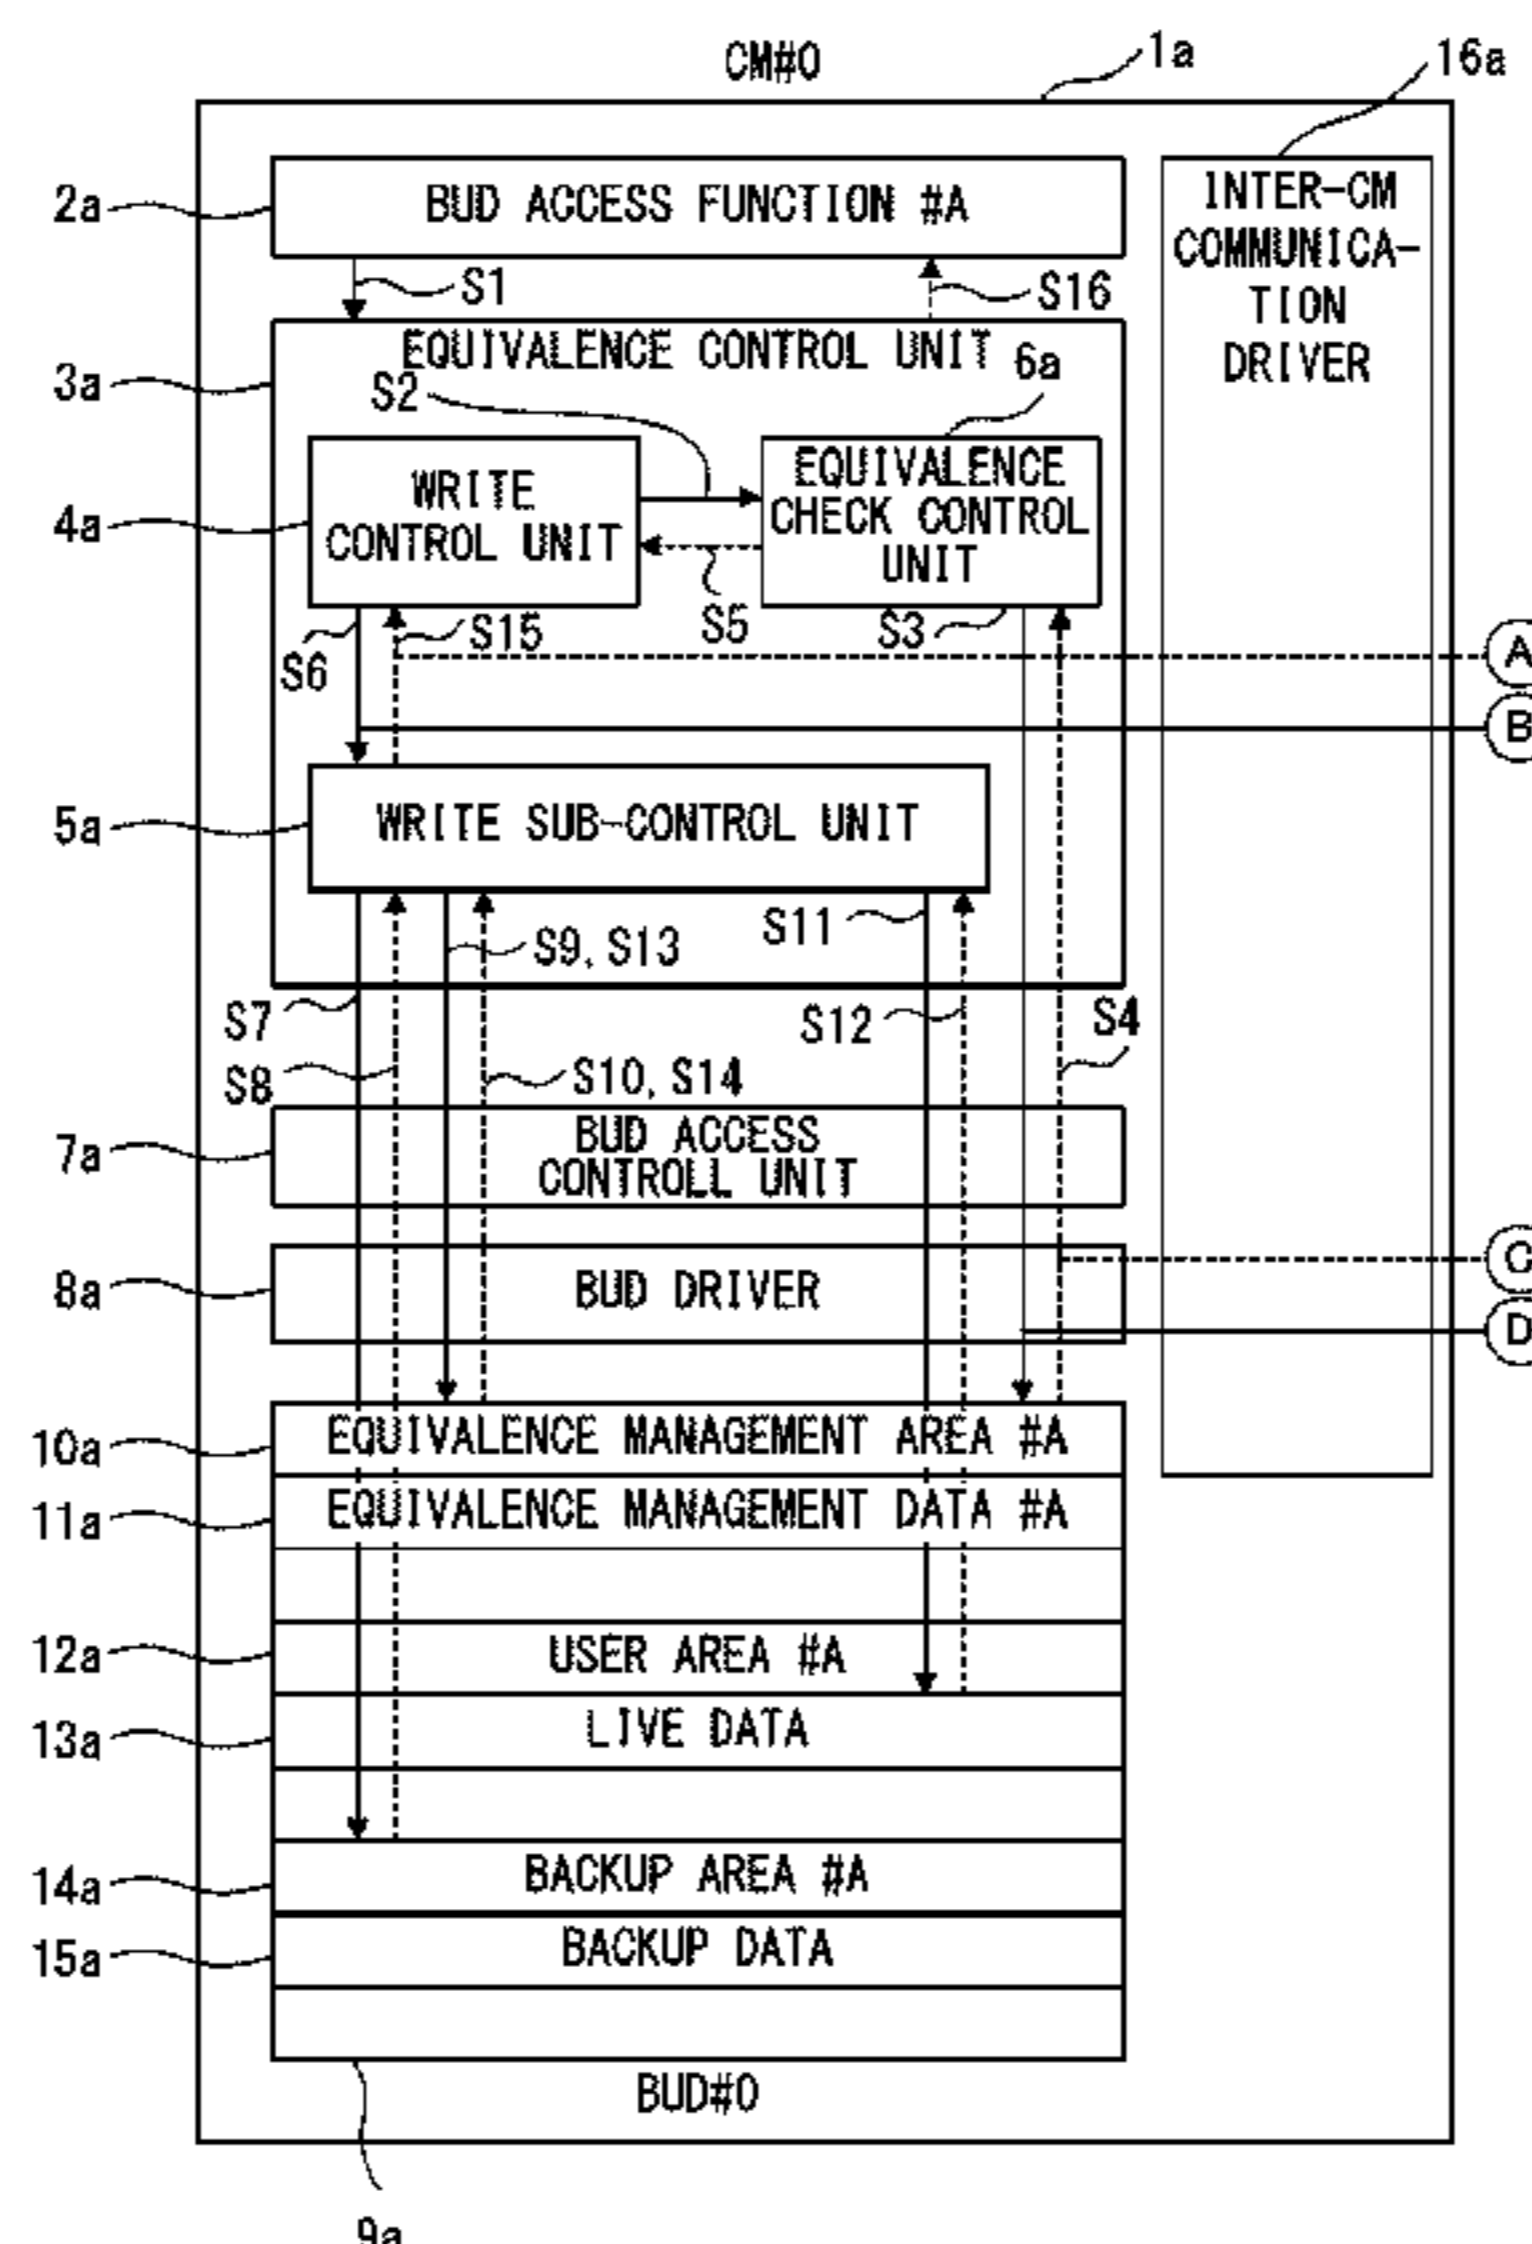 CM#0
1a
16a
2a
BUD ACCESS FUNCTION #A
INTER-CM
COMMUNICA-
TION
DRIVER
S1
S16
3a
EQUIVALENCE CONTROL UNIT
6a
S2
4a
WRITE
CONTROL UNIT
EQUIVALENCE
CHECK CONTROL
UNIT
S5
S3
S15
S6
A
B
5a
WRITE SUB-CONTROL UNIT
S11
S9, S13
S7
S12
S4
S8
S10, S14
7a
BUD ACCESS
CONTROLL UNIT
C
8a
BUD DRIVER
D
10a
EQUIVALENCE MANAGEMENT AREA #A
11a
EQUIVALENCE MANAGEMENT DATA #A
12a
USER AREA #A
13a
LIVE DATA
14a
BACKUP AREA #A
15a
BACKUP DATA
BUD#0
9a